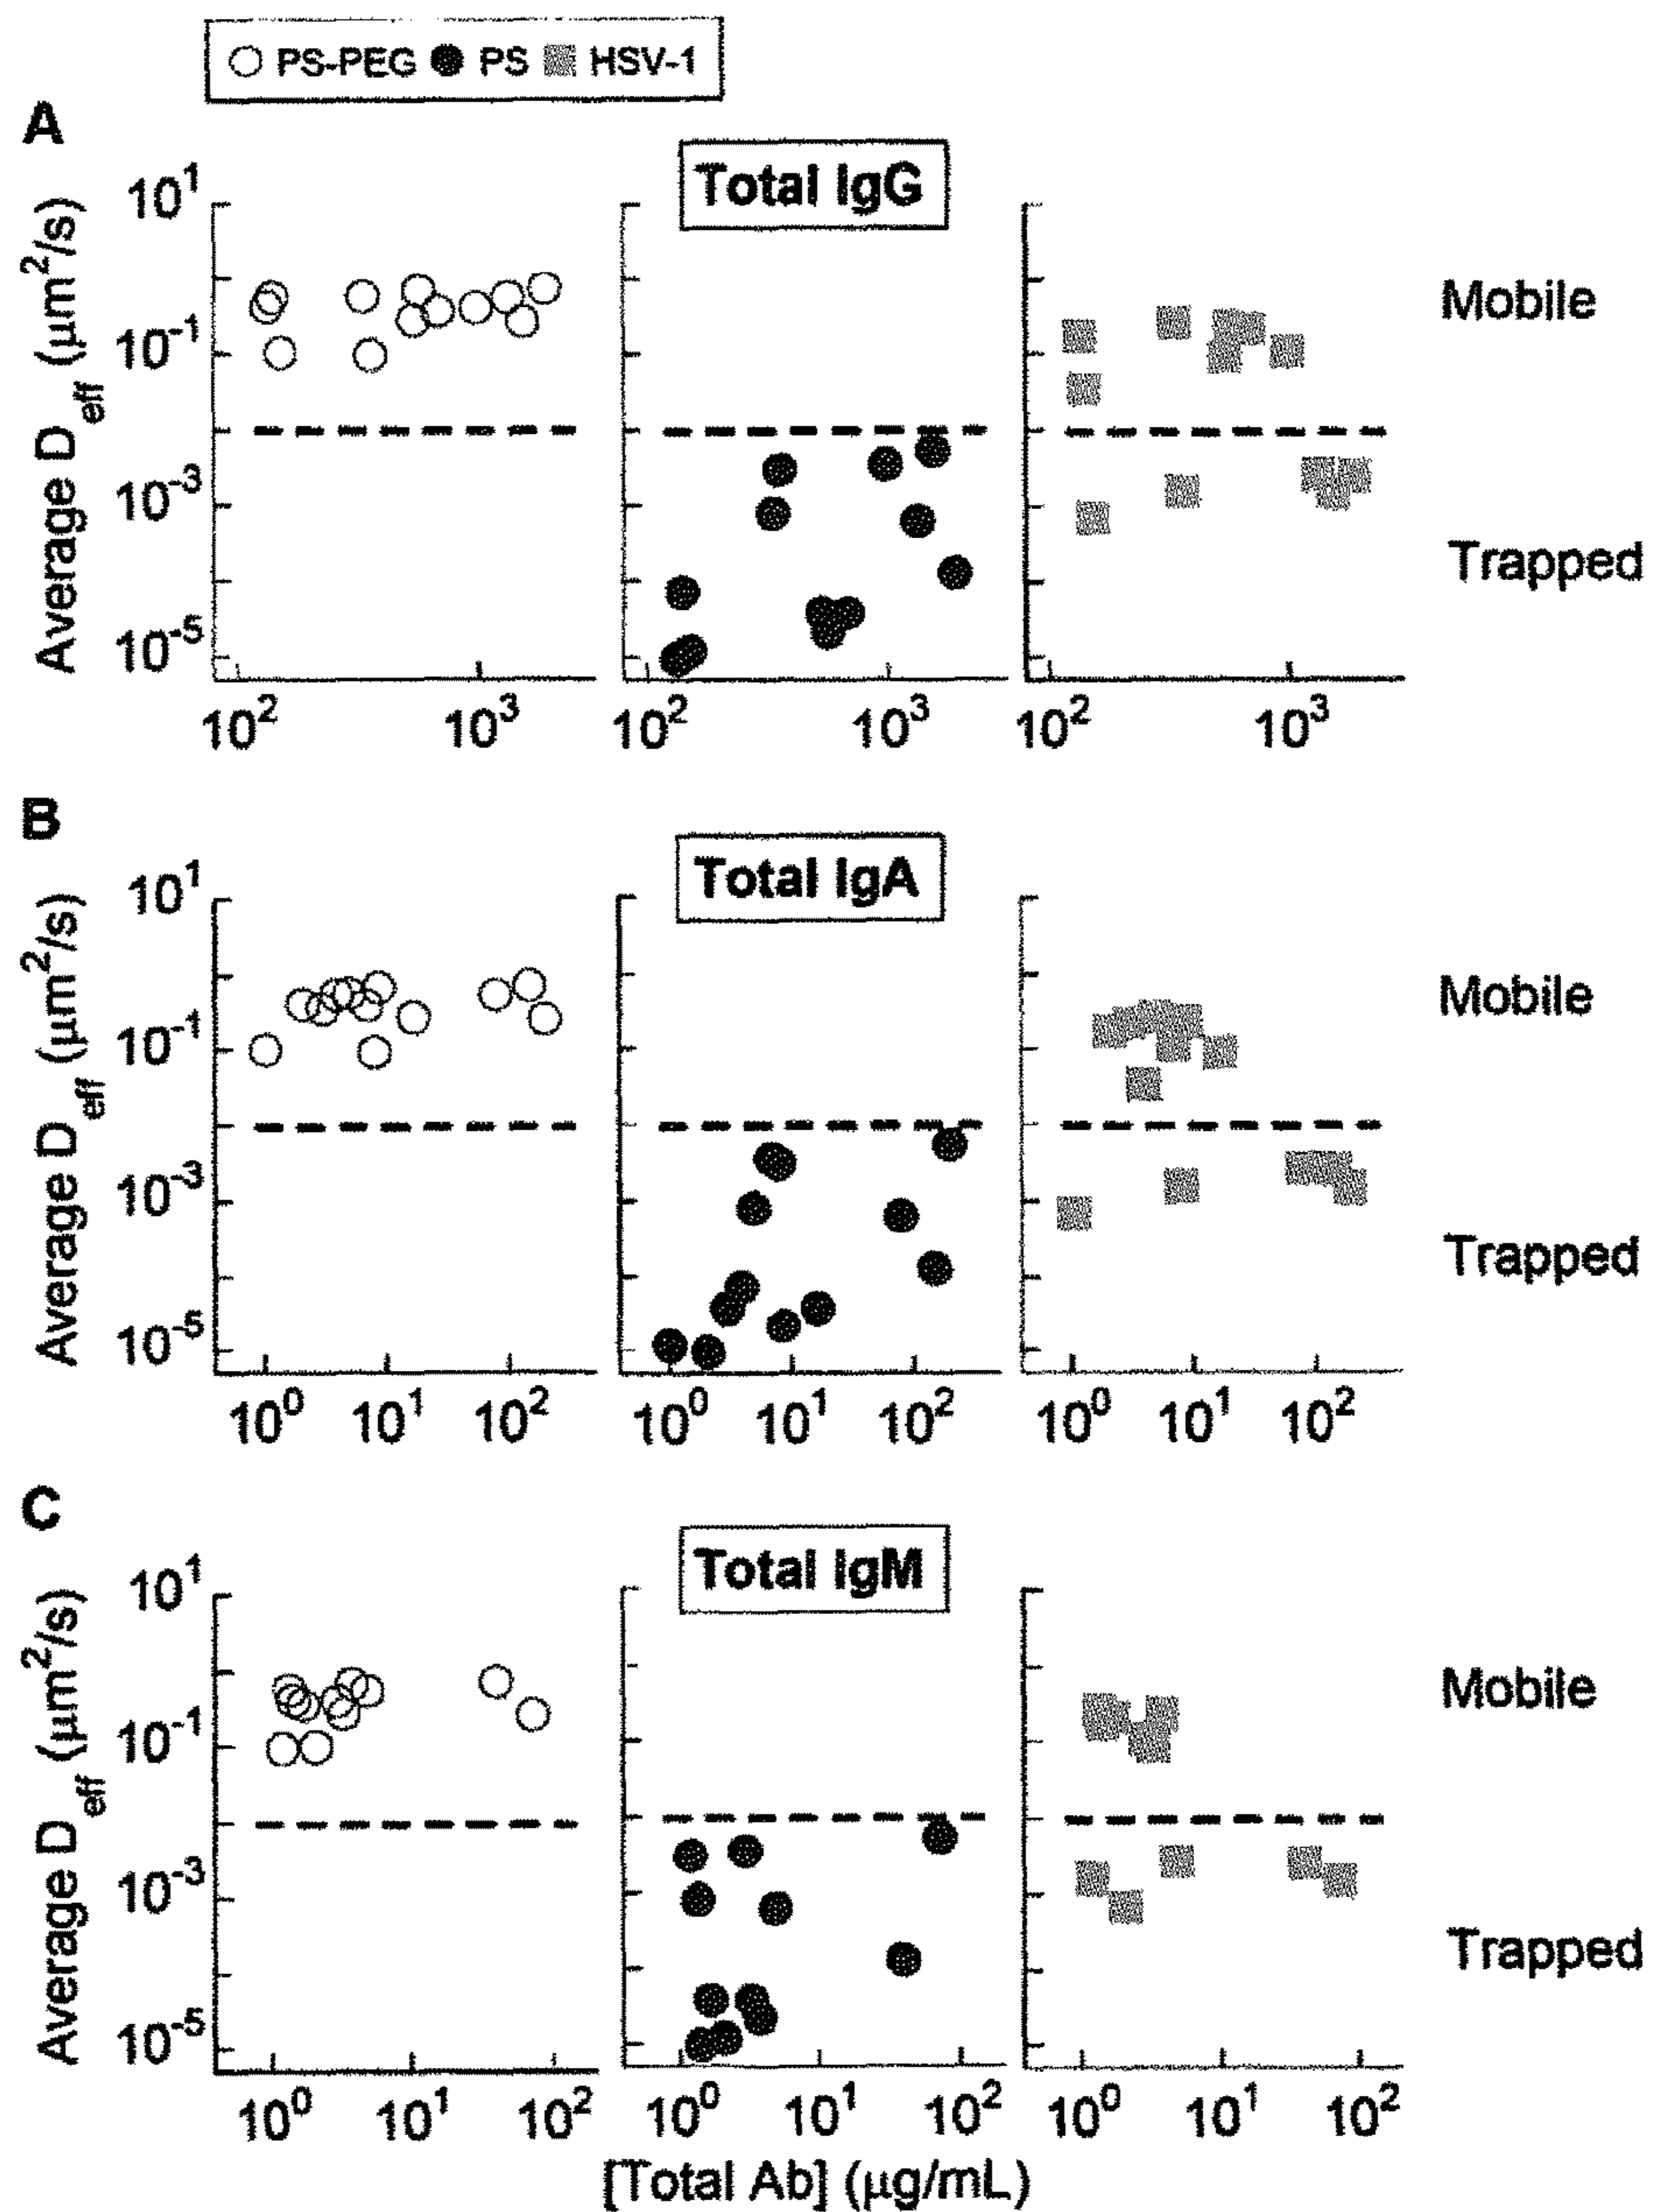 PS-PEG PS HSV-1
A
Total IgG
10¹
10⁻¹
10⁻³
10⁻⁵
Average D_eff (μm²/s)
Mobile
Trapped
10² 10³ 10² 10³ 10² 10³
B
Total IgA
10¹
10⁻¹
10⁻³
10⁻⁵
Average D_eff (μm²/s)
Mobile
Trapped
10⁰ 10¹ 10² 10⁰ 10¹ 10² 10⁰ 10¹ 10²
C
Total IgM
10¹
10⁻¹
10⁻³
10⁻⁵
Average D_eff (μm²/s)
Mobile
Trapped
10⁰ 10¹ 10² 10⁰ 10¹ 10² 10⁰ 10¹ 10²
[Total Ab] (μg/mL)